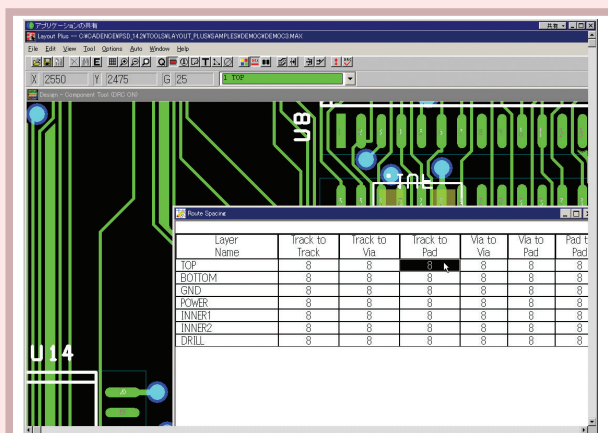 アプリケーションの共有
共有
Layout Plus - C:¥CADENCE¥PSD_14.2¥TOOLS¥LAYOUT_PLUS¥SAMPLES¥DEMO¥DEMO3.MAX
File Edit View Tool Options Auto Window Help
X 2550 Y 2475 G 25 1 TOP
Design - Component Tool (DRC ON)
U8
U14
Route Spacing
Layer Name Track to Track Track to Via Track to Pad Via to Via Via to Pad Pad t Pad
TOP 8 8 8 8 8 8
BOTTOM 8 8 8 8 8 8
GND 8 8 8 8 8 8
POWER 8 8 8 8 8 8
INNER1 8 8 8 8 8 8
INNER2 8 8 8 8 8 8
DRILL 8 8 8 8 8 8